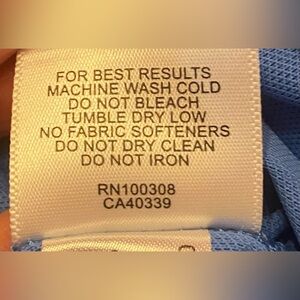 FOR BEST RESULTS
MACHINE WASH COLD
DO NOT BLEACH
TUMBLE DRY LOW
NO FABRIC SOFTENERS
DO NOT DRY CLEAN
DO NOT IRON
RN100308
CA40339